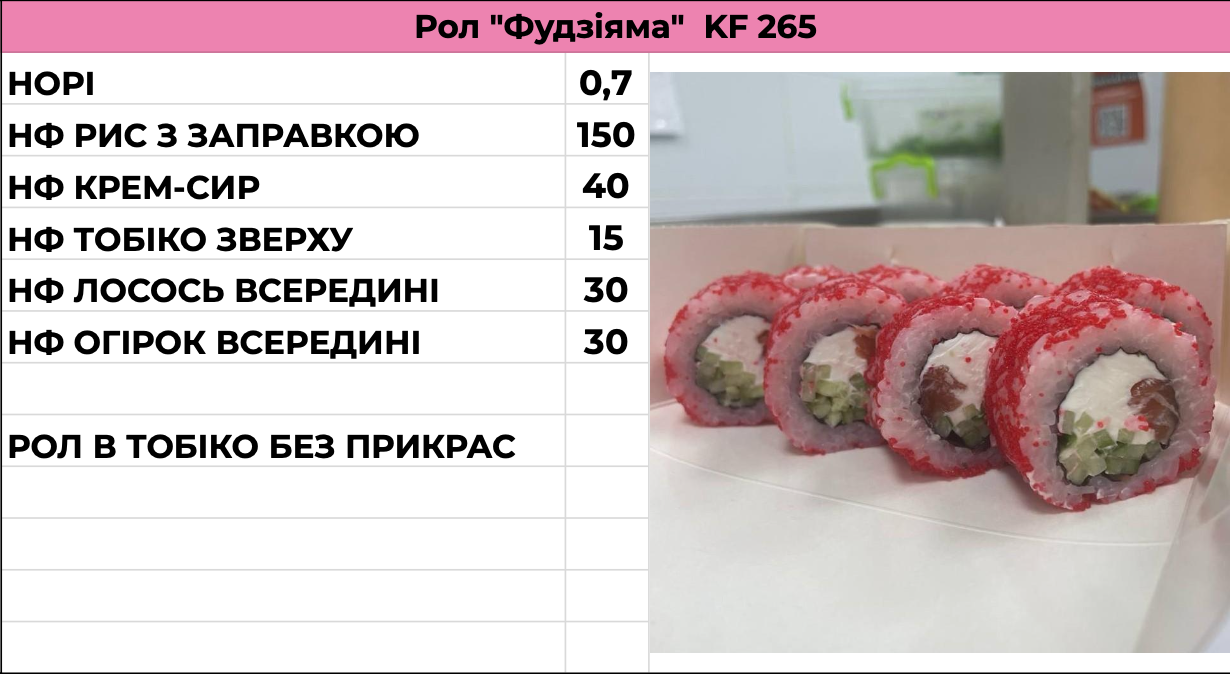 Рол "Фудзіяма" KF 265
НОРІ 0,7
НФ РИС З ЗАПРАВКОЮ 150
НФ КРЕМ-СИР 40
НФ ТОБІКО ЗВЕРХУ 15
НФ ЛОСОСЬ ВСЕРЕДИНІ 30
НФ ОГІРОК ВСЕРЕДИНІ 30
РОЛ В ТОБІКО БЕЗ ПРИКРАС